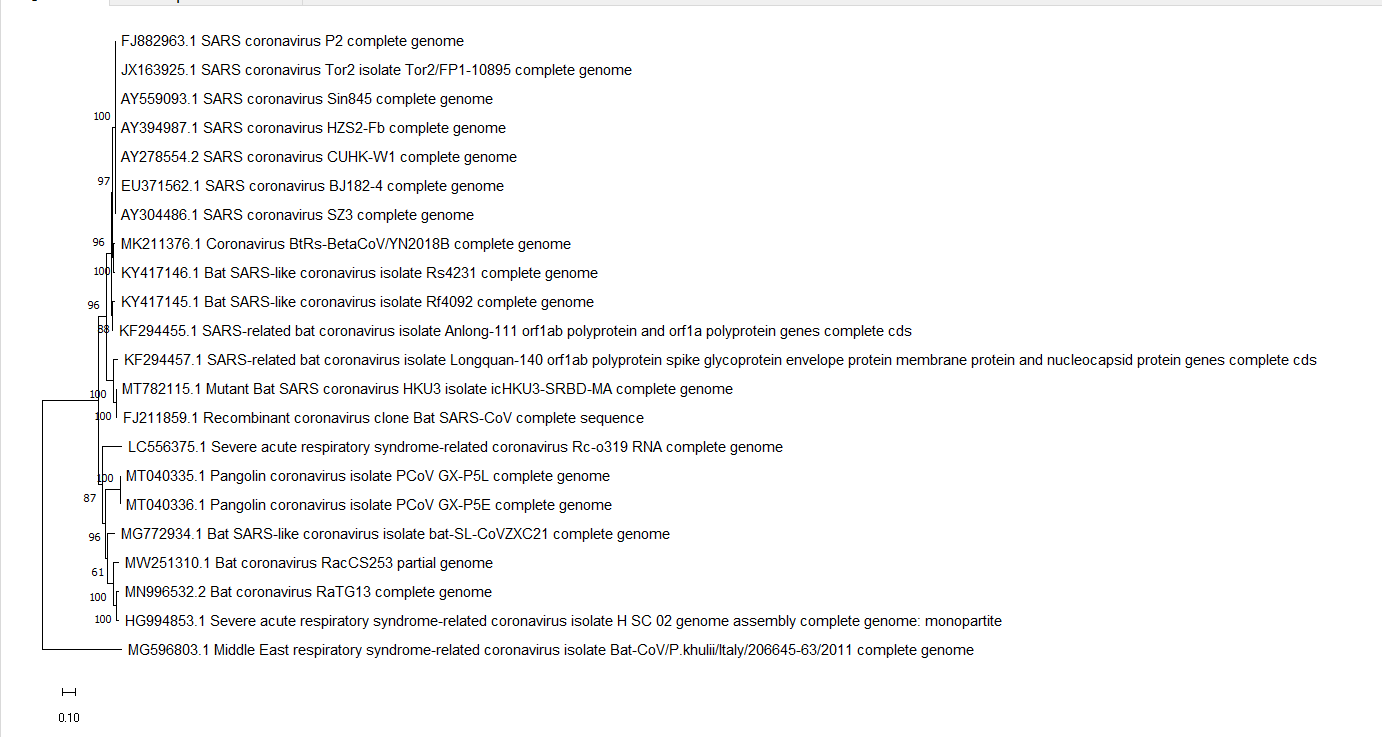 FJ882963.1 SARS coronavirus P2 complete genome
JX163925.1 SARS coronavirus Tor2 isolate Tor2/FP1-10895 complete genome
AY559093.1 SARS coronavirus Sin845 complete genome
100
AY394987.1 SARS coronavirus HZS2-Fb complete genome
AY278554.2 SARS coronavirus CUHK-W1 complete genome
97
EU371562.1 SARS coronavirus BJ182-4 complete genome
AY304486.1 SARS coronavirus SZ3 complete genome
96
MK211376.1 Coronavirus BtRs-BetaCoV/YN2018B complete genome
100
KY417146.1 Bat SARS-like coronavirus isolate Rs4231 complete genome
96
KY417145.1 Bat SARS-like coronavirus isolate Rf4092 complete genome
KF294455.1 SARS-related bat coronavirus isolate Anlong-111 orf1ab polyprotein and orf1a polyprotein genes complete cds
KF294457.1 SARS-related bat coronavirus isolate Longquan-140 orf1ab polyprotein spike glycoprotein envelope protein membrane protein and nucleocapsid protein genes complete cds
100
MT782115.1 Mutant Bat SARS coronavirus HKU3 isolate icHKU3-SRBD-MA complete genome
100
FJ211859.1 Recombinant coronavirus clone Bat SARS-CoV complete sequence
LC556375.1 Severe acute respiratory syndrome-related coronavirus Rc-o319 RNA complete genome
100
MT040335.1 Pangolin coronavirus isolate PCoV GX-P5L complete genome
87
MT040336.1 Pangolin coronavirus isolate PCoV GX-P5E complete genome
96
MG772934.1 Bat SARS-like coronavirus isolate bat-SL-CoVZXC21 complete genome
61
MW251310.1 Bat coronavirus RacCS253 partial genome
100
MN996532.2 Bat coronavirus RaTG13 complete genome
100
HG994853.1 Severe acute respiratory syndrome-related coronavirus isolate H SC 02 genome assembly complete genome: monopartite
MG596803.1 Middle East respiratory syndrome-related coronavirus isolate Bat-CoV/P.khulii/Italy/206645-63/2011 complete genome
0.10